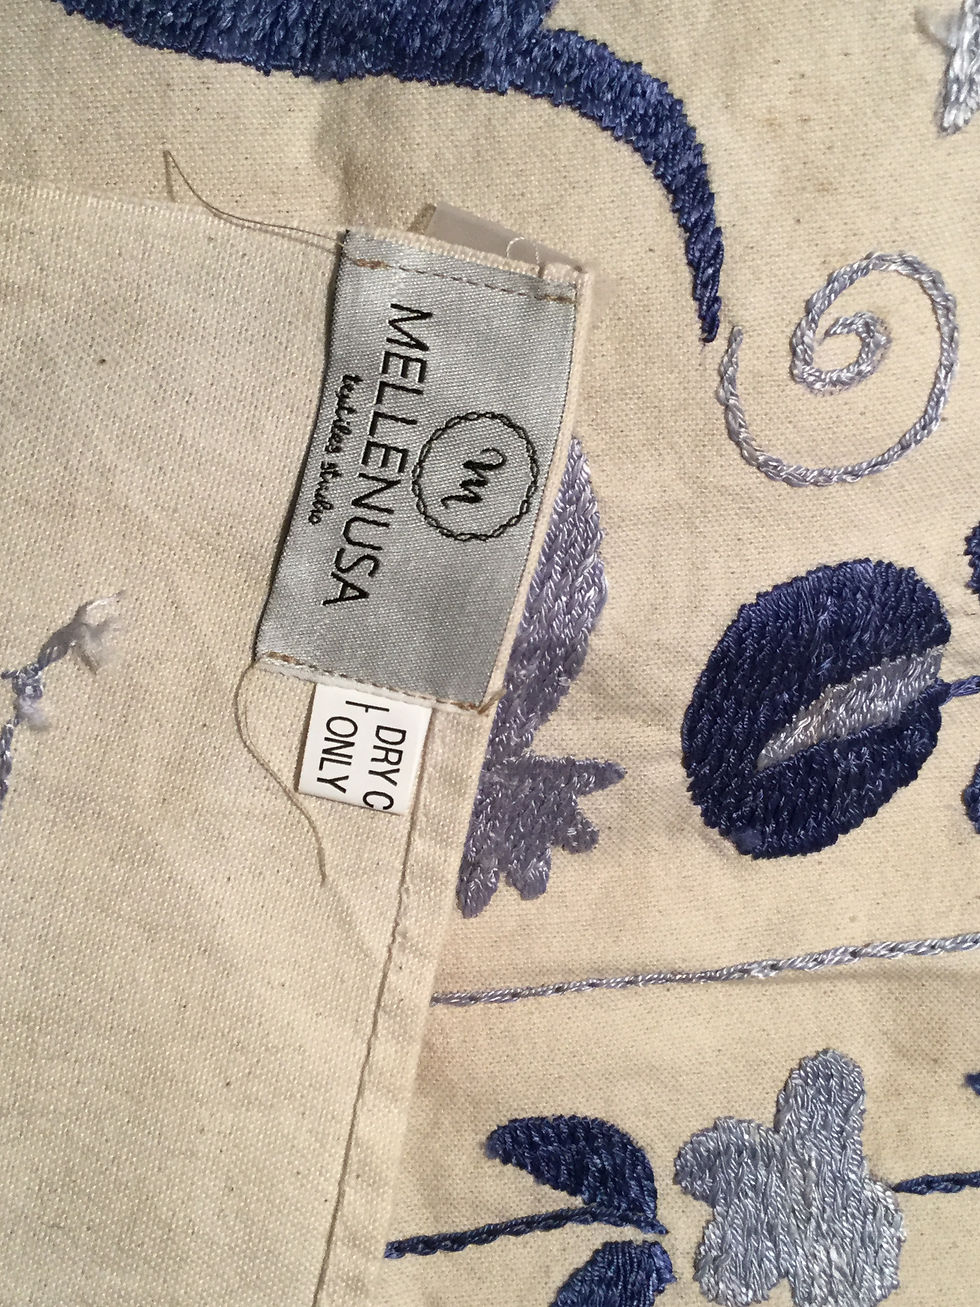 m
MELLENUSA
textiles studio
DRY C
ONLY